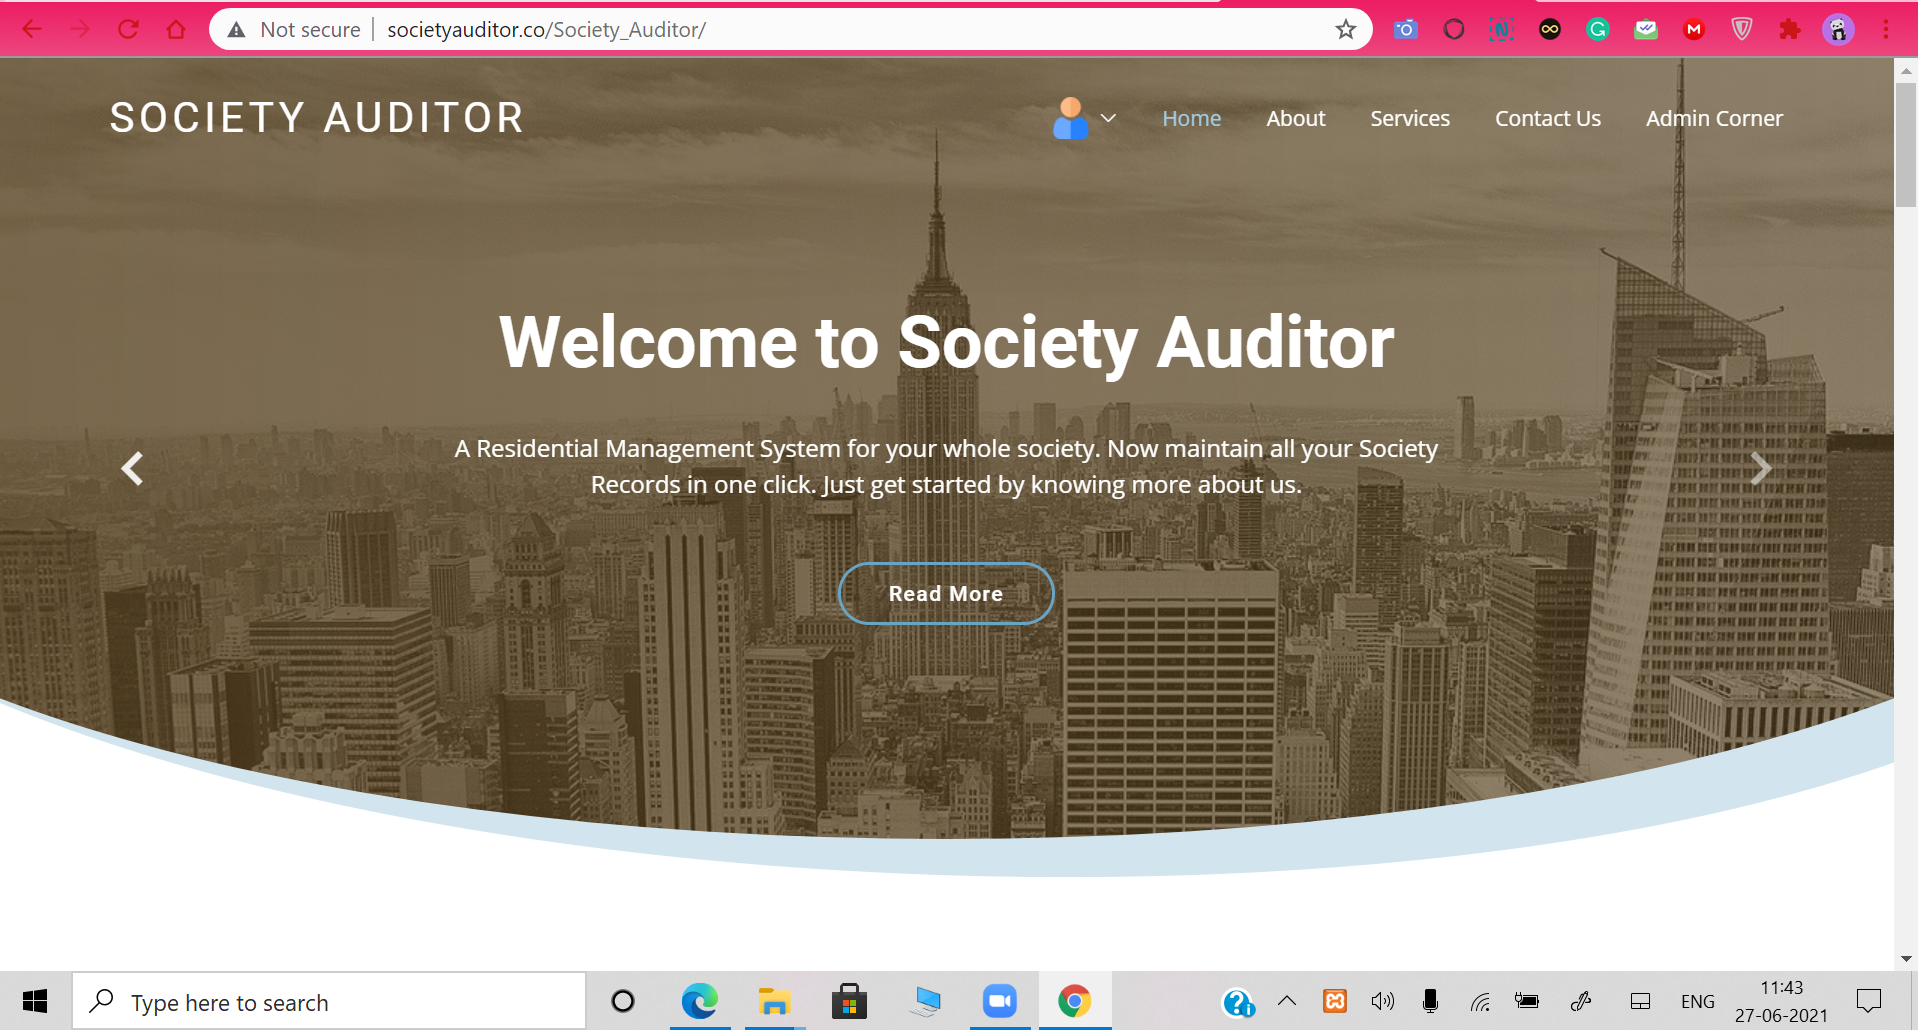 Not secure societyauditor.co/Society_Auditor/
SOCIETY AUDITOR
Home About Services Contact Us Admin Corner
Welcome to Society Auditor
A Residential Management System for your whole society. Now maintain all your Society
Records in one click. Just get started by knowing more about us.
Read More
Type here to search
ENG
11:43
27-06-2021